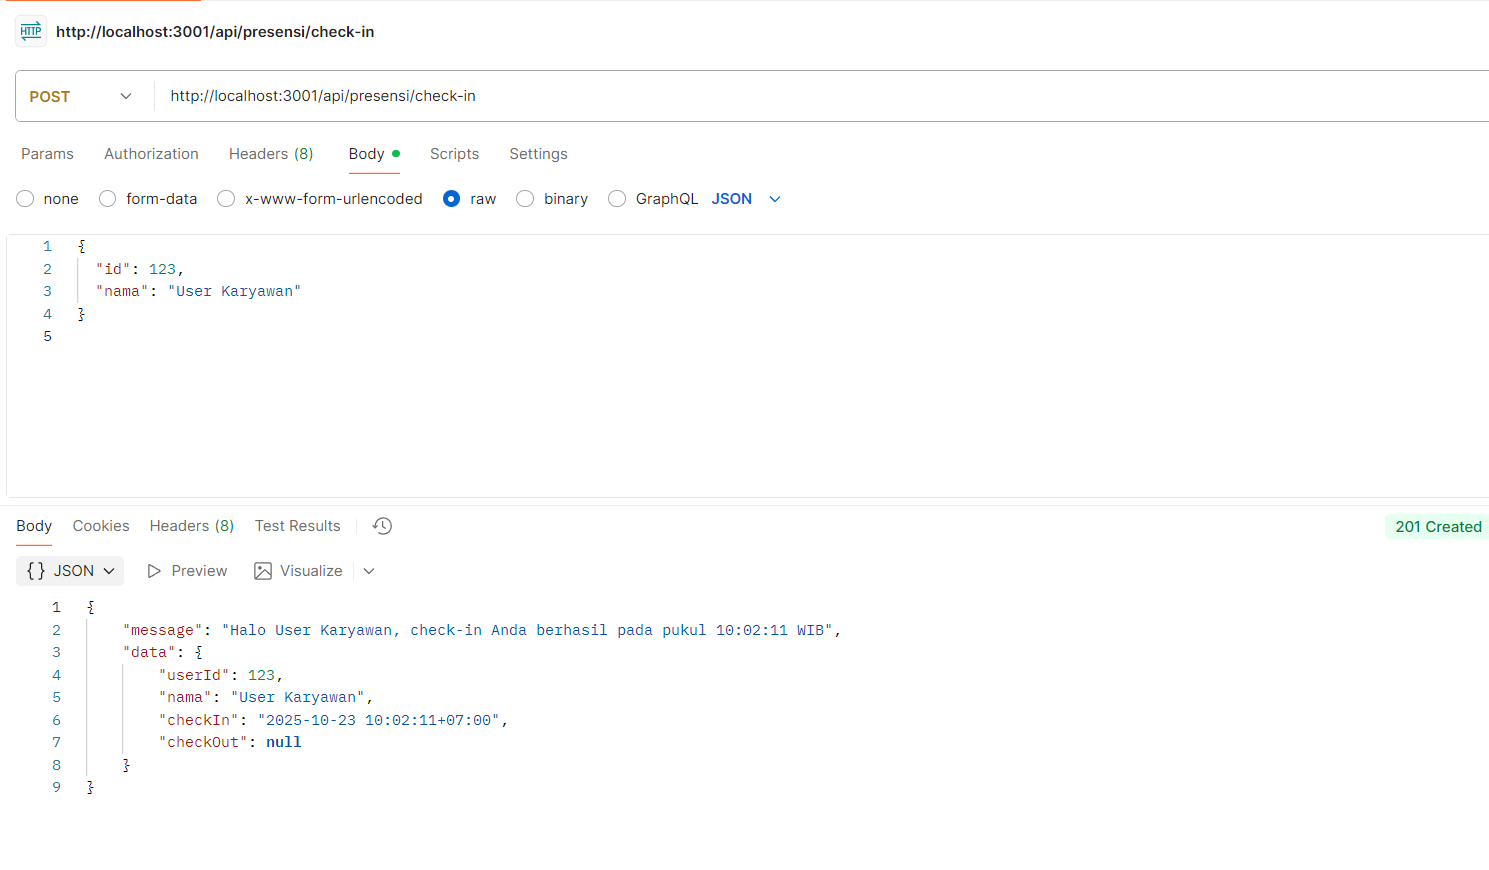 HTTP http://localhost:3001/api/presensi/check-in
POST http://localhost:3001/api/presensi/check-in
Params Authorization Headers (8) Body Scripts Settings
none form-data x-www-form-urlencoded raw binary GraphQL JSON
1 {
2 "id": 123,
3 "nama": "User Karyawan"
4 }
5
Body Cookies Headers (8) Test Results 201 Created
{} JSON Preview Visualize
1 {
2 "message": "Halo User Karyawan, check-in Anda berhasil pada pukul 10:02:11 WIB",
3 "data": {
4 "userId": 123,
5 "nama": "User Karyawan",
6 "checkIn": "2025-10-23 10:02:11+07:00",
7 "checkOut": null
8 }
9 }